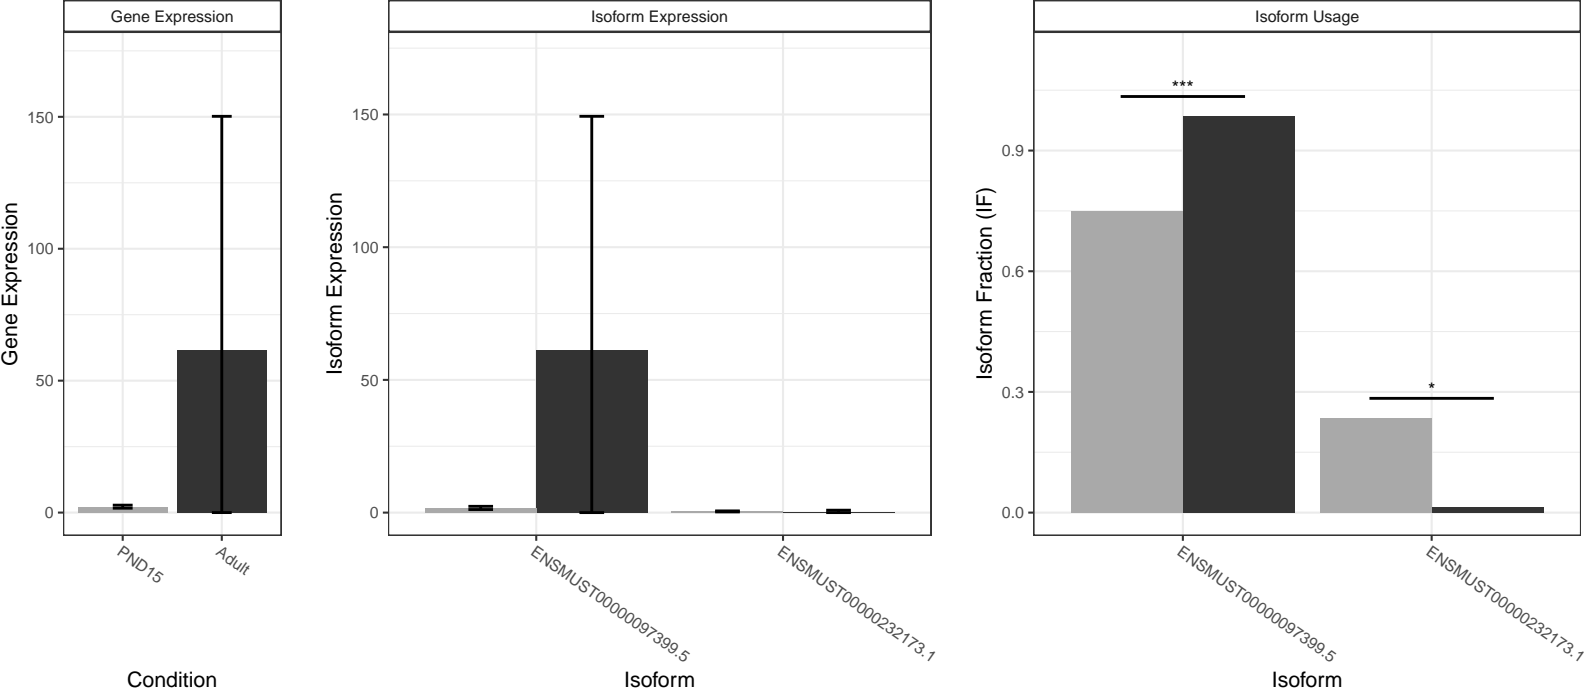 Gene Expression
Gene Expression
150
100
50
0
PND15
Adult
Condition
Isoform Expression
Isoform Expression
150
100
50
0
ENSMUST00000097399.5
ENSMUST00000232173.1
Isoform
Isoform Usage
Isoform Fraction (IF)
0.9
0.6
0.3
0.0
***
*
ENSMUST00000097399.5
ENSMUST00000232173.1
Isoform